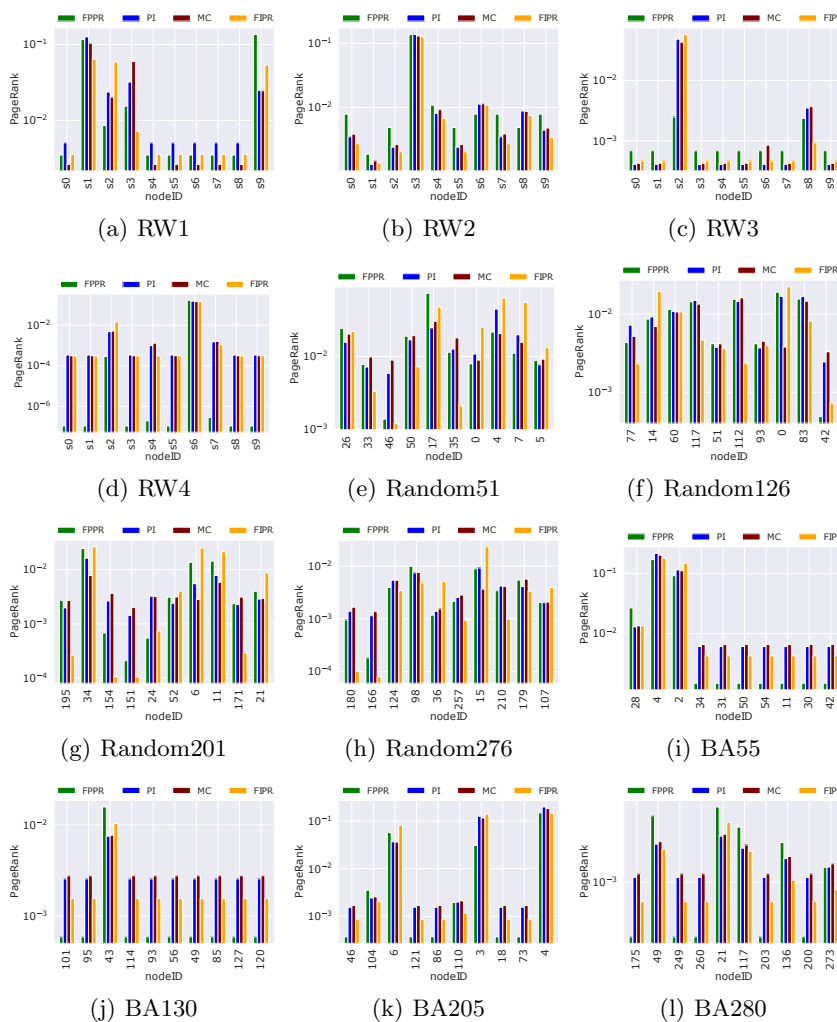 FPPR PI MC FIPR FPPR PI MC FIPR FPPR PI MC FIPR
PageRank 10⁻¹ 10⁻² PageRank 10⁻¹ 10⁻² PageRank 10⁻² 10⁻³
s0 s1 s2 s3 s4 s5 s6 s7 s8 s9 s0 s1 s2 s3 s4 s5 s6 s7 s8 s9 s0 s1 s2 s3 s4 s5 s6 s7 s8 s9
nodeID nodeID nodeID
(a) RW1 (b) RW2 (c) RW3
FPPR PI MC FIPR FPPR PI MC FIPR FPPR PI MC FIPR
PageRank 10⁻² 10⁻⁴ 10⁻⁶ PageRank 10⁻² 10⁻³ PageRank 10⁻² 10⁻³
s0 s1 s2 s3 s4 s5 s6 s7 s8 s9 26 33 46 50 17 35 0 4 7 5 77 14 60 117 51 112 93 0 83 42
nodeID nodeID nodeID
(d) RW4 (e) Random51 (f) Random126
FPPR PI MC FIPR FPPR PI MC FIPR FPPR PI MC FIP
PageRank 10⁻² 10⁻³ 10⁻⁴ PageRank 10⁻² 10⁻³ 10⁻⁴ PageRank 10⁻¹ 10⁻²
195 34 154 151 24 52 6 11 171 21 180 166 124 98 36 257 15 210 179 107 28 4 2 34 31 50 54 11 30 42
nodeID nodeID nodeID
(g) Random201 (h) Random276 (i) BA55
FPPR PI MC FIPR FPPR PI MC FIPR FPPR PI MC FIPR
PageRank 10⁻² 10⁻³ PageRank 10⁻¹ 10⁻² 10⁻³ PageRank 10⁻³
101 95 43 114 93 56 49 85 127 120 46 104 6 121 86 110 3 18 73 4 175 49 249 260 21 117 203 136 200 273
nodeID nodeID nodeID
(j) BA130 (k) BA205 (l) BA280